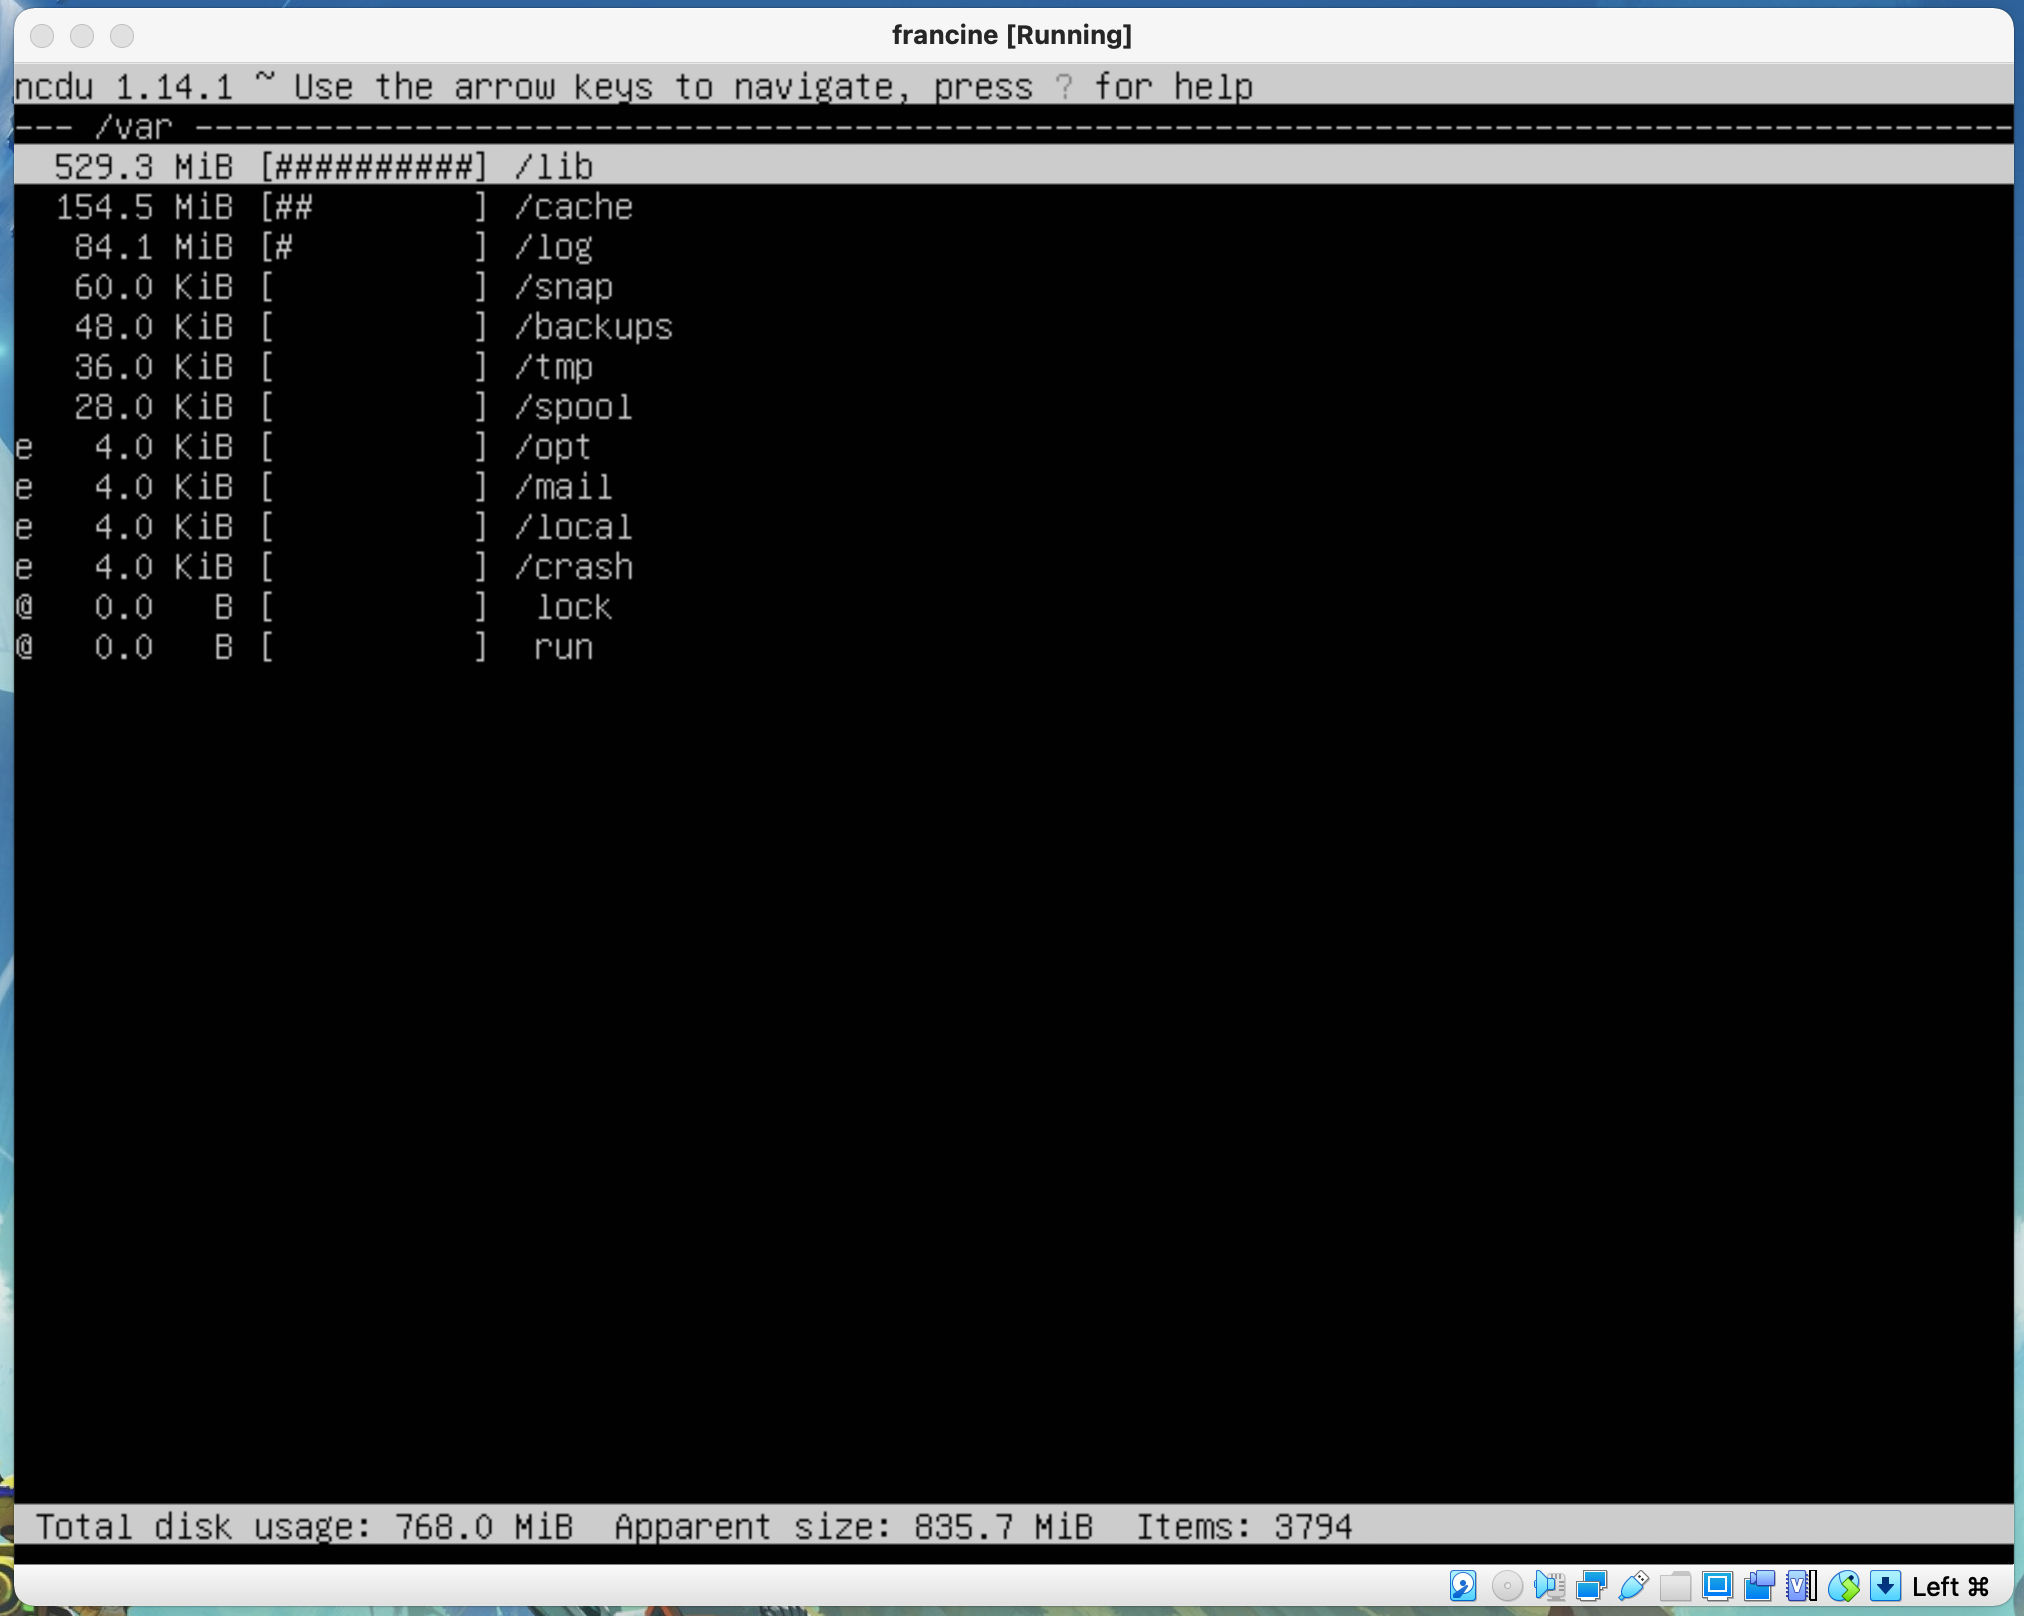 francine [Running]
ncdu 1.14.1 ~ Use the arrow keys to navigate, press ? for help
--- /var -------------------------------------------------------------------------------------------
529.3 MiB [##########] /lib
154.5 MiB [##        ] /cache
84.1 MiB [#         ] /log
60.0 KiB [          ] /snap
48.0 KiB [          ] /backups
36.0 KiB [          ] /tmp
28.0 KiB [          ] /spool
e 4.0 KiB [          ] /opt
e 4.0 KiB [          ] /mail
e 4.0 KiB [          ] /local
e 4.0 KiB [          ] /crash
@ 0.0 B [          ] lock
@ 0.0 B [          ] run
Total disk usage: 768.0 MiB Apparent size: 835.7 MiB Items: 3794
Left ⌘